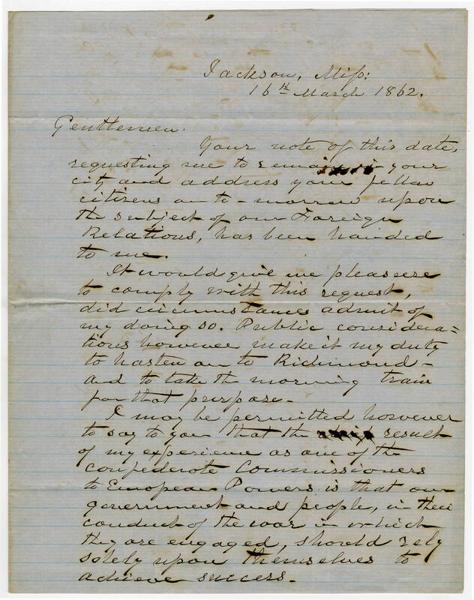 Jackson, Miss:
16th March 1862.
Gentlemen.
Your note of this date,
requesting me to remain in your
city and address your fellow
citizens on to-morrow upon
the subject of our Foreign
Relations, has been handed
to me.
It would give me pleasure
to comply with this request,
did circumstances admit of
my doing so. Public considera-
tions however make it my duty
to hasten on to Richmond -
and to take the morning train
for that purpose -
I may be permitted however
to say to you that the result
of my experience as one of the
Confederate Commissioners
to European Powers is that our
government and people, in their
conduct of the war in which
they are engaged, should rely
solely upon themselves to
achieve success -